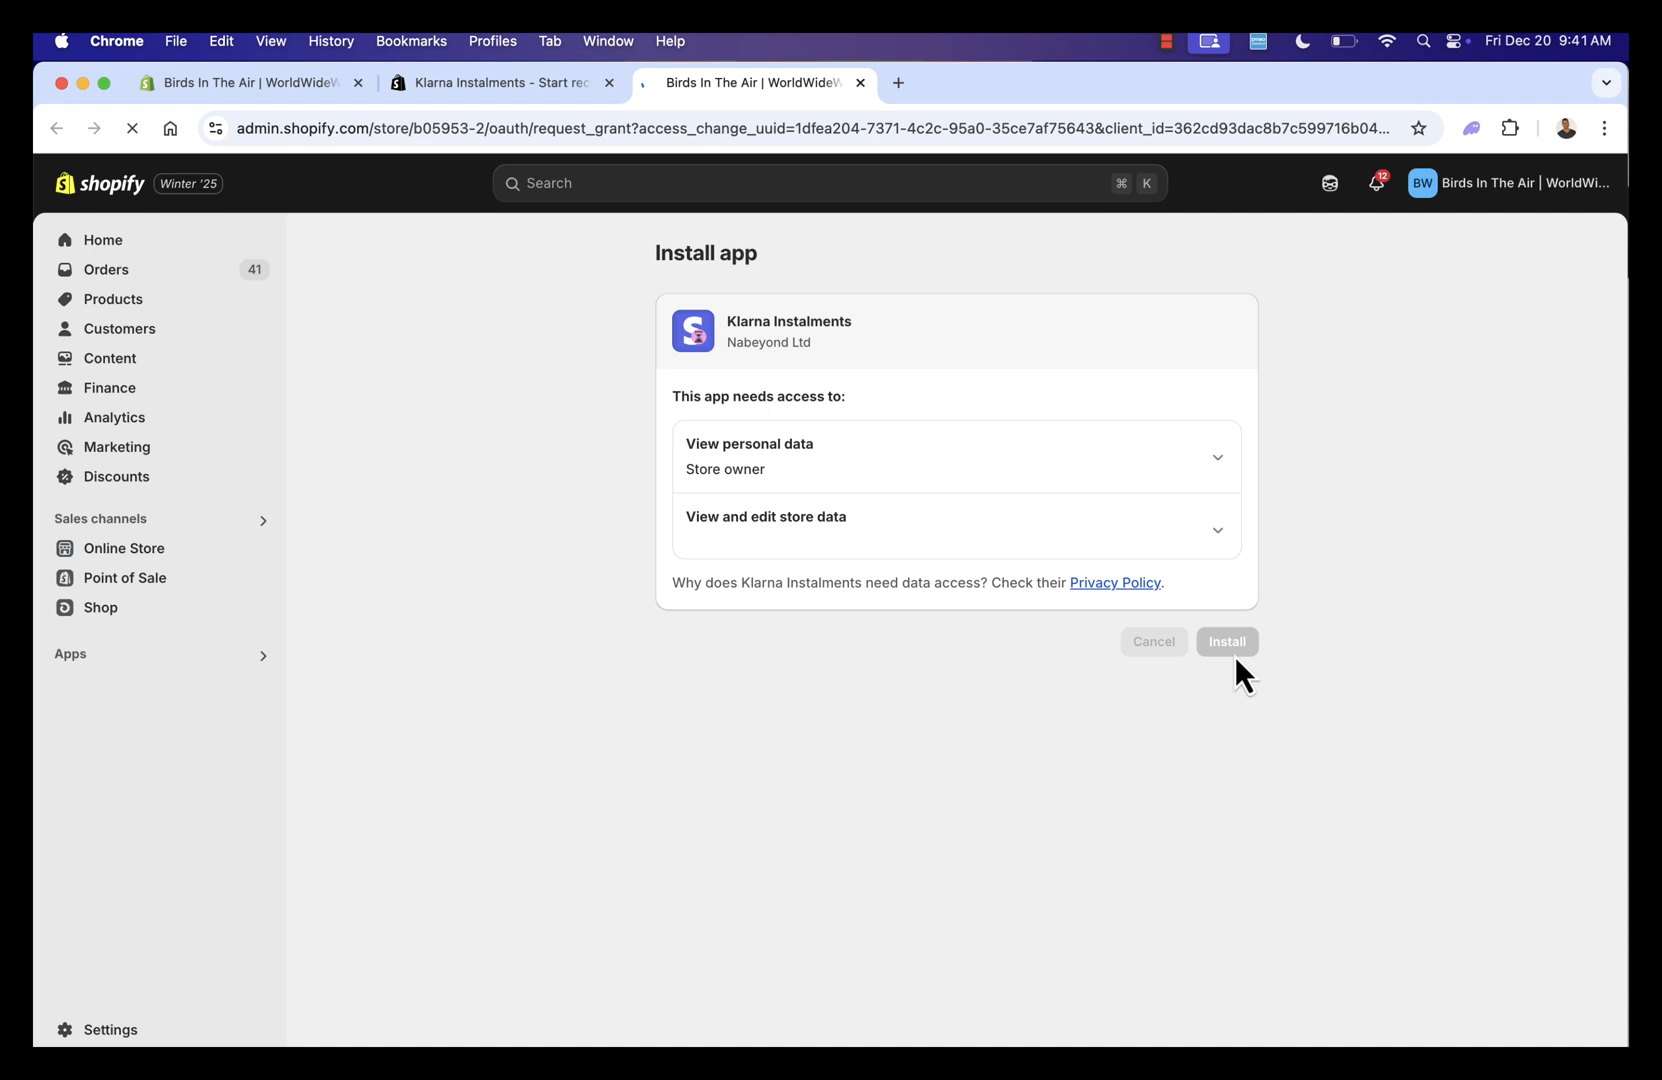 Chrome File Edit View History Bookmarks Profiles Tab Window Help Fri Dec 20 9:41 AM
Birds In The Air | WorldWideW Klarna Instalments - Start rec Birds In The Air | WorldWideW
admin.shopify.com/store/b05953-2/oauth/request_grant?access_change_uuid=1dfea204-7371-4c2c-95a0-35ce7af75643&client_id=362cd93dac8b7c599716b04...
shopify Winter '25 Search ⌘ K 12 BW Birds In The Air | WorldWi...
Home
Orders 41
Products
Customers
Content
Finance
Analytics
Marketing
Discounts
Sales channels
Online Store
Point of Sale
Shop
Apps
Settings
Install app
Klarna Instalments
Nabeyond Ltd
This app needs access to:
View personal data
Store owner
View and edit store data
Why does Klarna Instalments need data access? Check their Privacy Policy.
Cancel Install